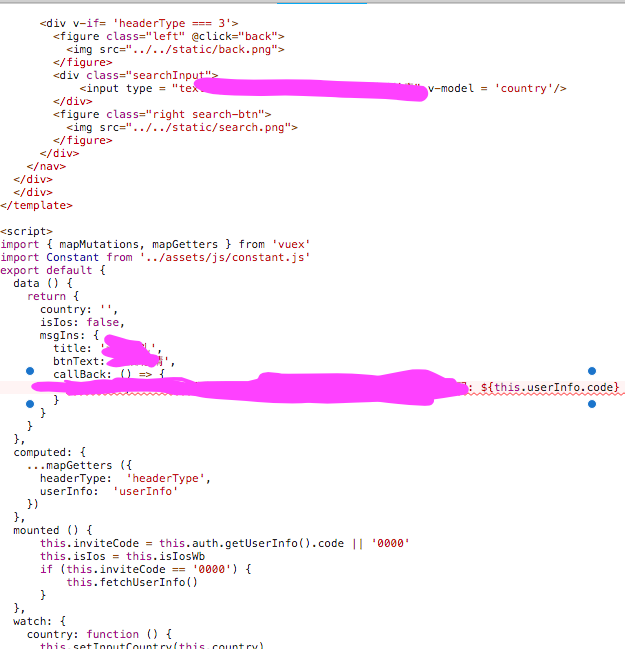 <div v-if= 'headerType === 3'>
<figure class="left" @click="back">
<img src="../../static/back.png">
</figure>
<div class="searchInput">
<input type = "text v-model = 'country'/>
</div>
<figure class="right search-btn">
<img src="../../static/search.png">
</figure>
</div>
</nav>
</div>
</div>
</template>
<script>
import { mapMutations, mapGetters } from 'vuex'
import Constant from '../assets/js/constant.js'
export default {
data () {
return {
country: '',
isIos: false,
msgIns: {
title: '',
btnText: ',
callBack: () => {
: ${this.userInfo.code}
}
}
}
},
computed: {
...mapGetters ({
headerType: 'headerType',
userInfo: 'userInfo'
})
},
mounted () {
this.inviteCode = this.auth.getUserInfo().code || '0000'
this.isIos = this.isIosWb
if (this.inviteCode == '0000') {
this.fetchUserInfo()
}
},
watch: {
country: function () {
this.setInputCountry(this.country)